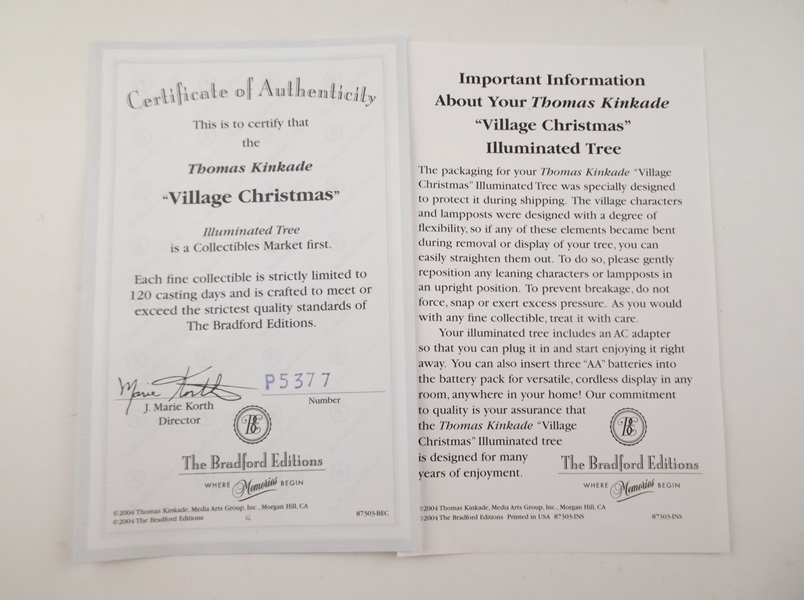 Certificate of Authenticity
This is to certify that
the
Thomas Kinkade
"Village Christmas"
Illuminated Tree
is a Collectibles Market first.
Each fine collectible is strictly limited to
120 casting days and is crafted to meet or
exceed the strictest quality standards of
The Bradford Editions.
Marie Korth
P5377
J. Marie Korth
Number
Director
BE
The Bradford Editions
WHERE Memories BEGIN
©2004 Thomas Kinkade, Media Arts Group, Inc., Morgan Hill, CA
©2004 The Bradford Editions
87303-BEC
Important Information
About Your Thomas Kinkade
"Village Christmas"
Illuminated Tree
The packaging for your Thomas Kinkade "Village
Christmas" Illuminated Tree was specially designed
to protect it during shipping. The village characters
and lampposts were designed with a degree of
flexibility, so if any of these elements became bent
during removal or display of your tree, you can
easily straighten them out. To do so, please gently
reposition any leaning characters or lampposts in
an upright position. To prevent breakage, do not
force, snap or exert excess pressure. As you would
with any fine collectible, treat it with care.
Your illuminated tree includes an AC adapter
so that you can plug it in and start enjoying it right
away. You can also insert three "AA" batteries into
the battery pack for versatile, cordless display in any
room, anywhere in your home! Our commitment
to quality is your assurance that
the Thomas Kinkade "Village
Christmas" Illuminated tree
is designed for many
years of enjoyment.
BE
The Bradford Editions
WHERE Memories BEGIN
©2004 Thomas Kinkade, Media Arts Group, Inc., Morgan Hill, CA
©2004 The Bradford Editions Printed in USA 87303-INS
87303-INS